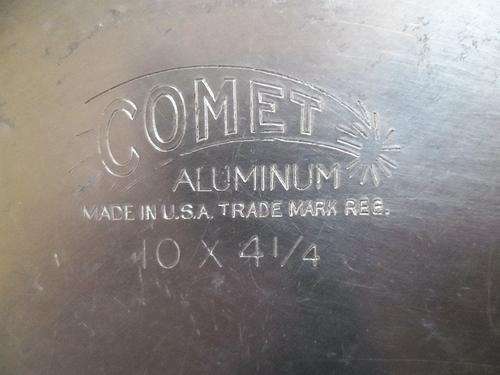 COMET
ALUMINUM
MADE IN U.S.A. TRADE MARK REG.
10 X 4 1/4